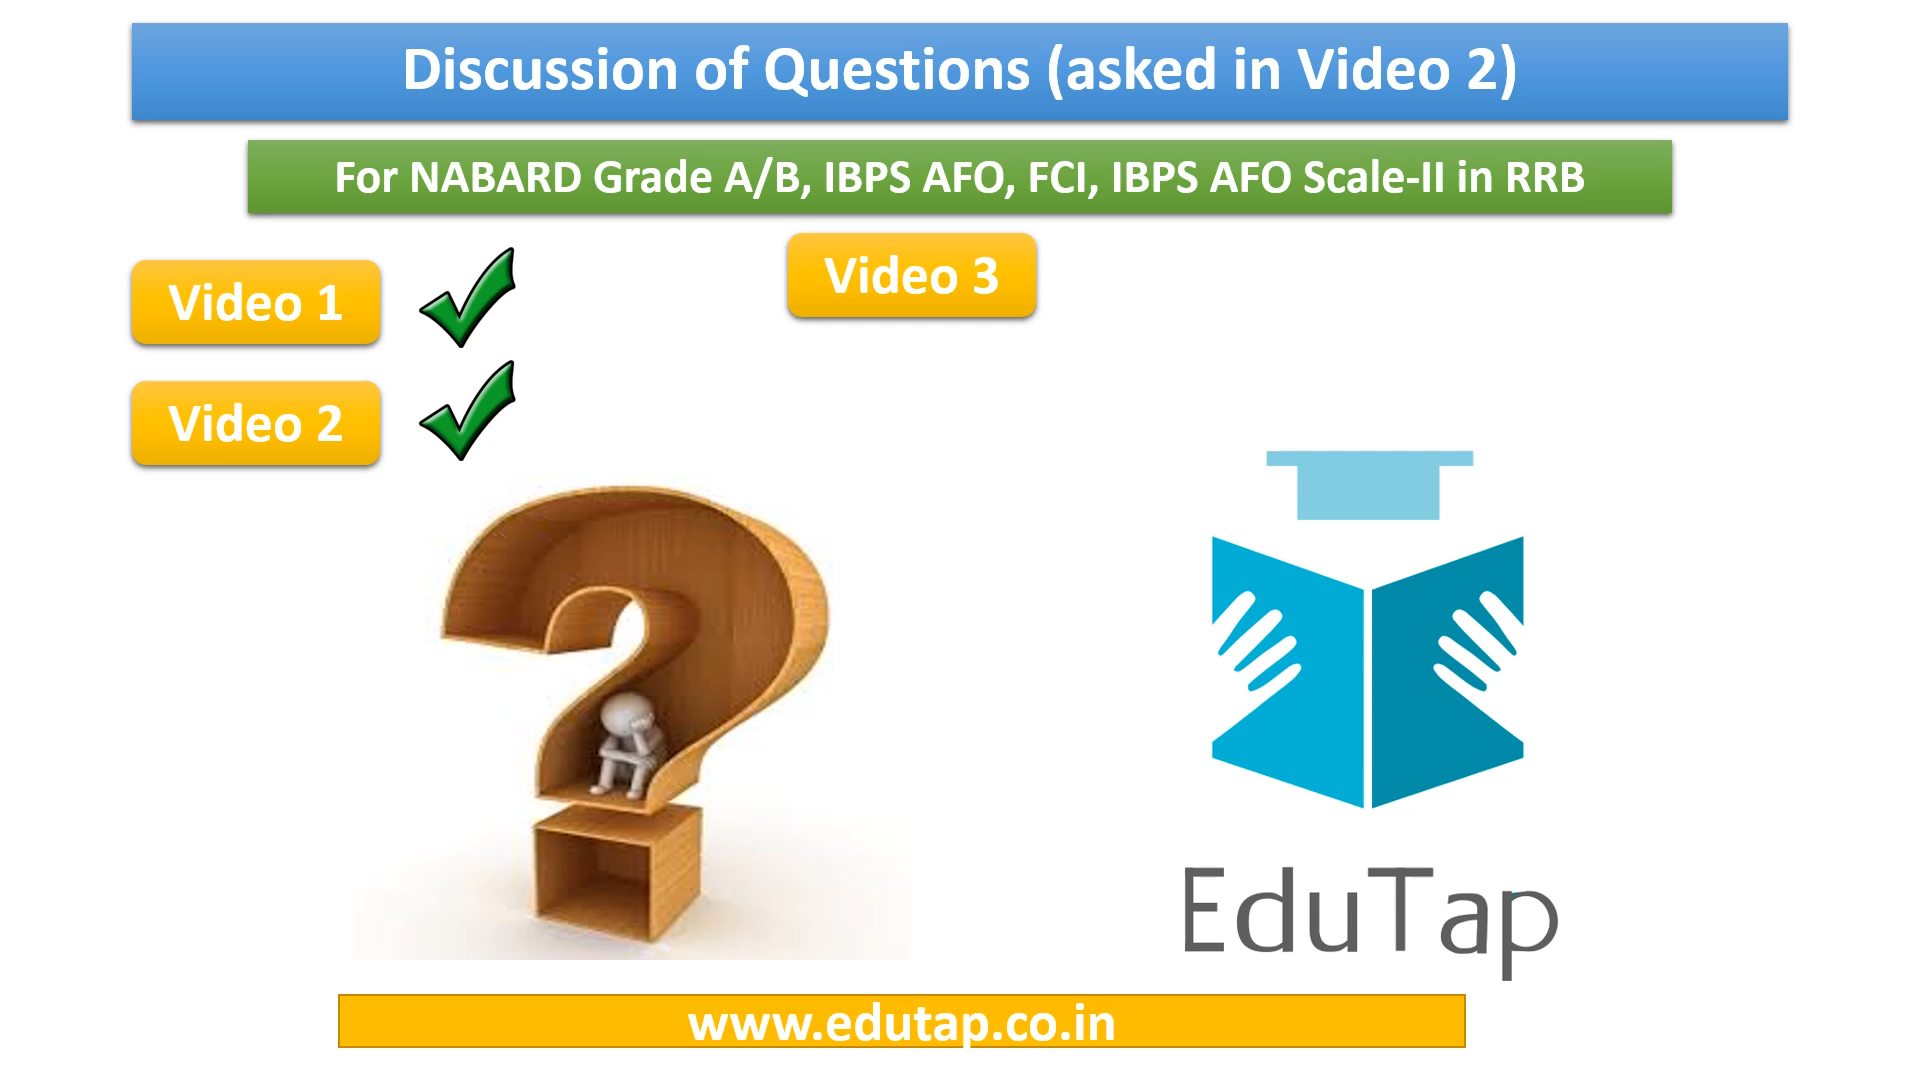 Discussion of Questions (asked in Video 2)
For NABARD Grade A/B, IBPS AFO, FCI, IBPS AFO Scale-II in RRB
Video 1
Video 3
Video 2
EduTap
www.edutap.co.in